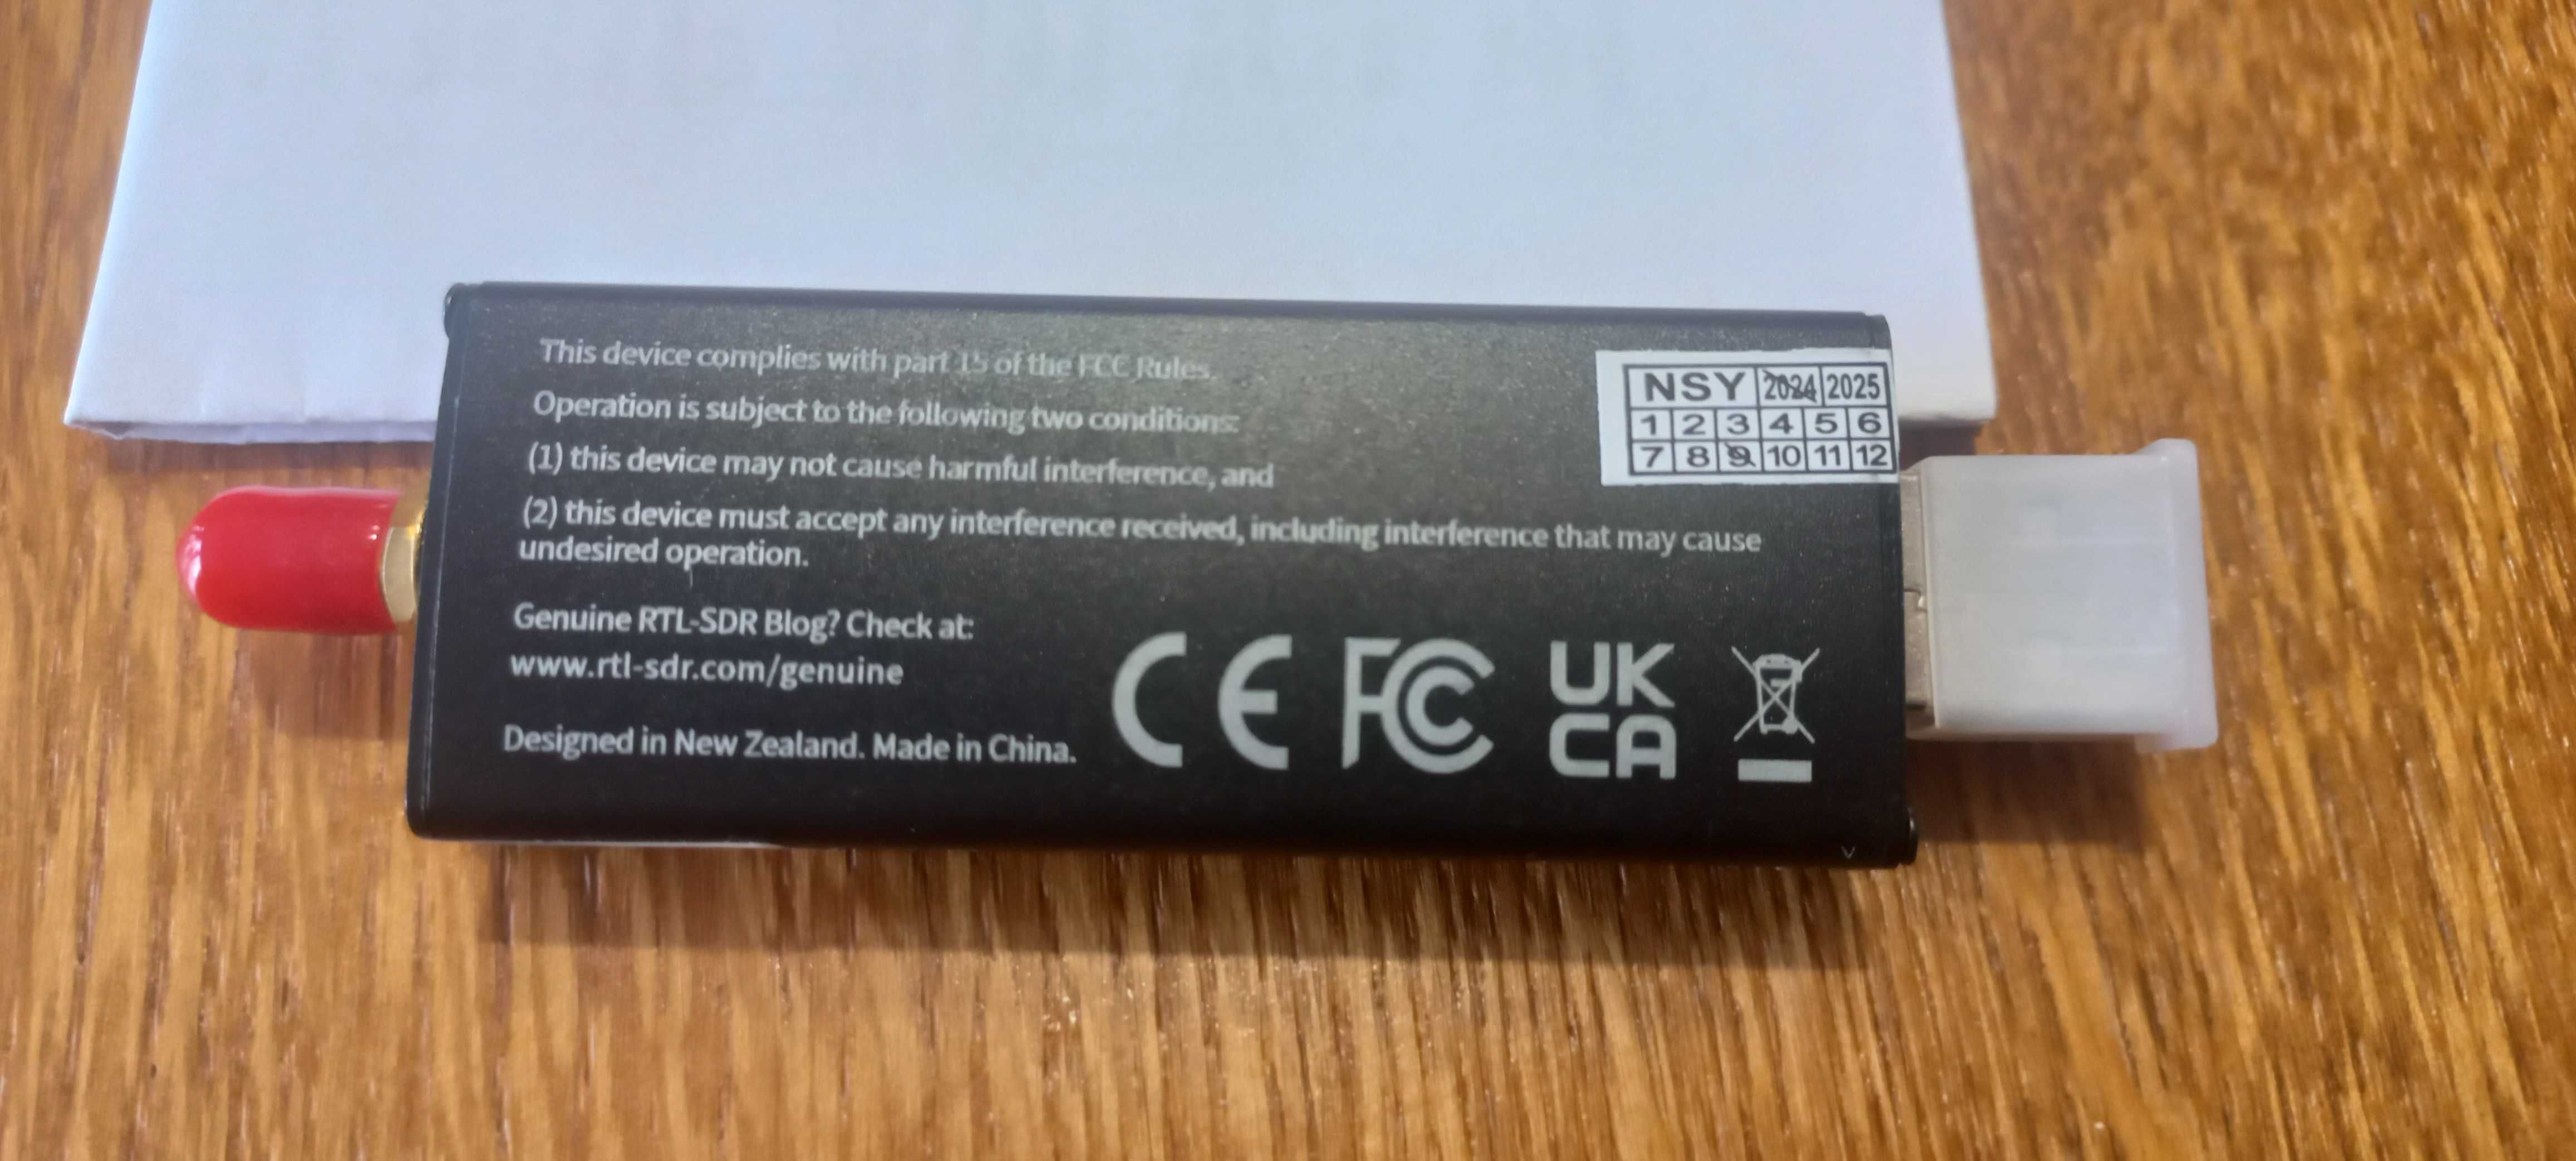 This device complies with part 15 of the FCC Rules.
Operation is subject to the following two conditions:
(1) this device may not cause harmful interference, and
(2) this device must accept any interference received, including interference that may cause
undesired operation.
Genuine RTL-SDR Blog? Check at:
www.rtl-sdr.com/genuine
Designed in New Zealand. Made in China.
CE FC UK
CA
NSY 2024 2025
1 2 3 4 5 6
7 8 9 10 11 12